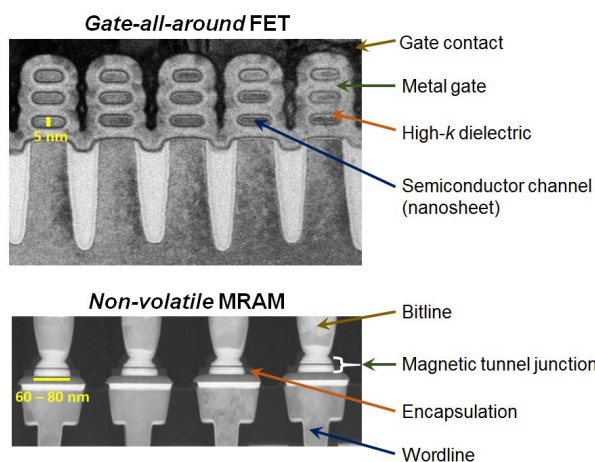 Gate-all-around FET
Gate contact
Metal gate
High-k dielectric
5 nm
Semiconductor channel
(nanosheet)
Non-volatile MRAM
Bitline
Magnetic tunnel junction
60 – 80 nm
Encapsulation
Wordline